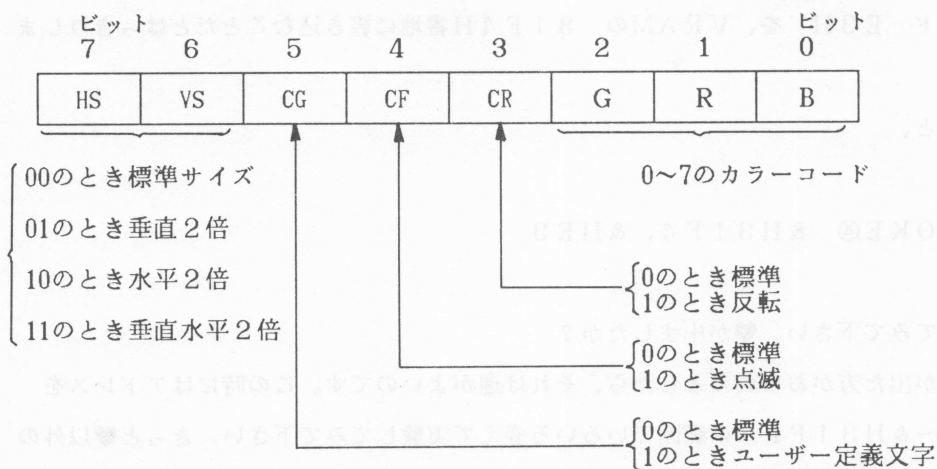 ビット ビット
7 6 5 4 3 2 1 0
HS VS CG CF CR G R B
00のとき標準サイズ
01のとき垂直2倍
10のとき水平2倍
11のとき垂直水平2倍
0〜7のカラーコード
0のとき標準
1のとき反転
0のとき標準
1のとき点滅
0のとき標準
1のときユーザー定義文字